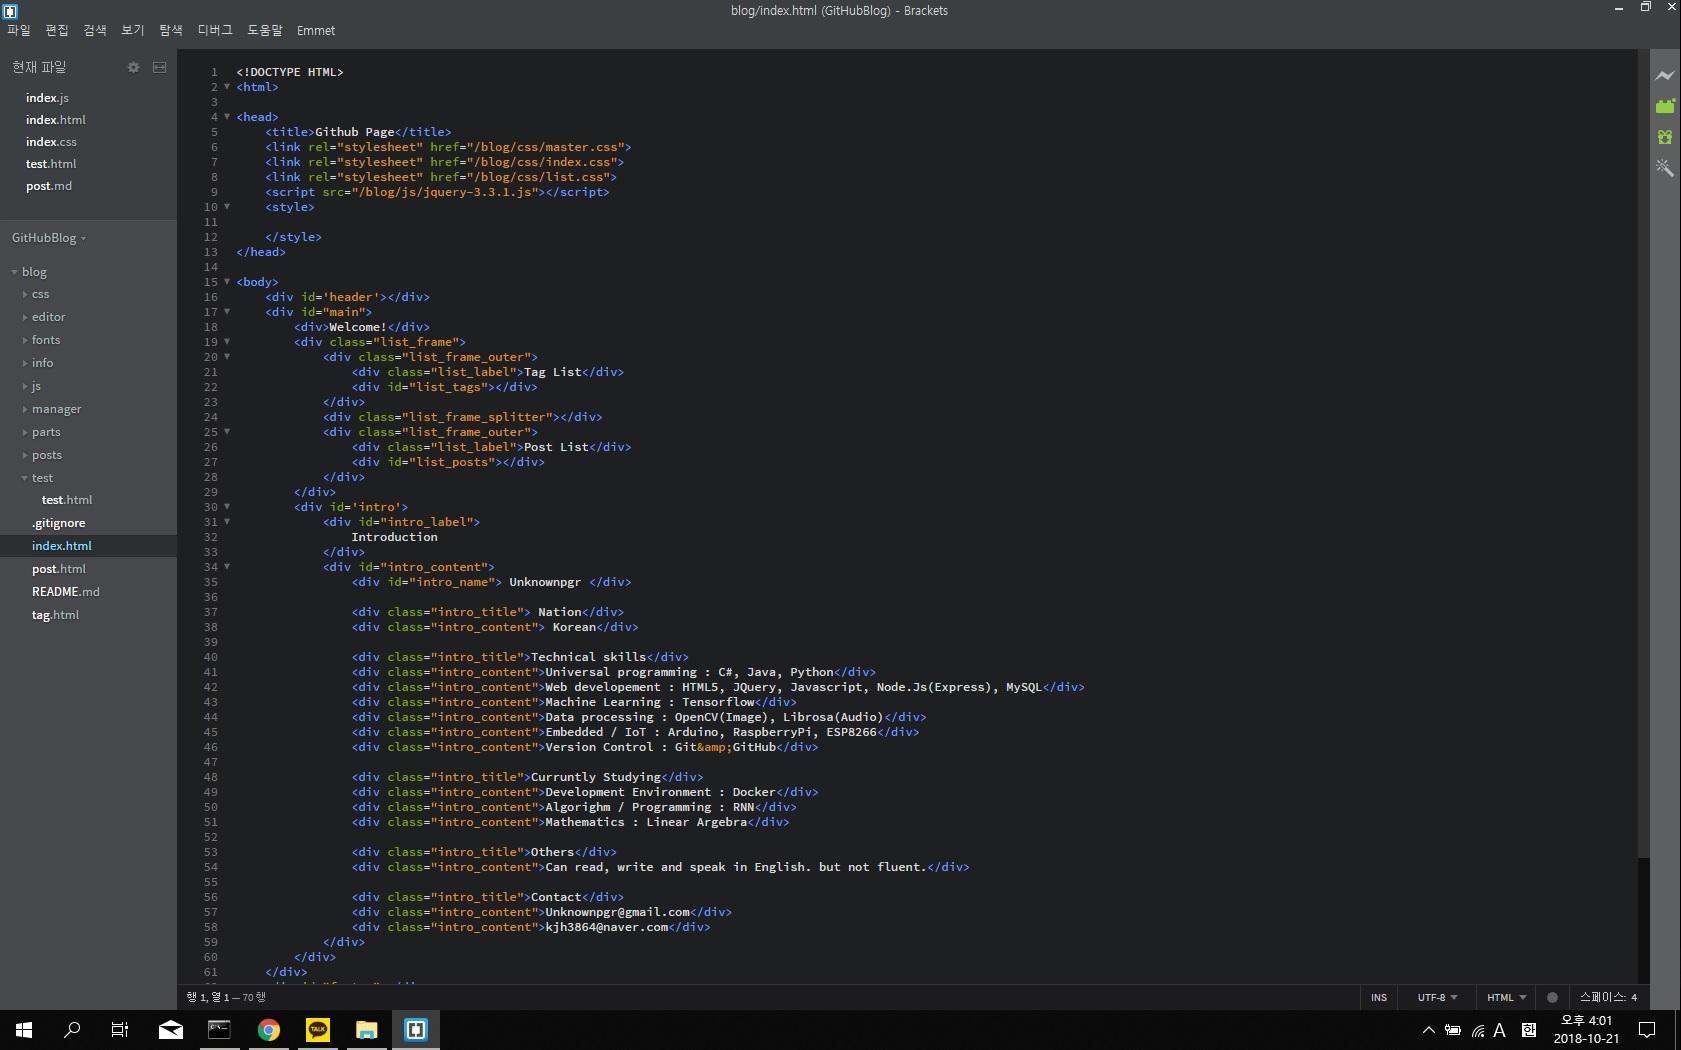 blog/index.html (GitHubBlog) - Brackets
파일 편집 검색 보기 탐색 디버그 도움말 Emmet
현재 파일
index.js
index.html
index.css
test.html
post.md
GitHubBlog
blog
css
editor
fonts
info
js
manager
parts
posts
test
test.html
.gitignore
index.html
post.html
README.md
tag.html
1 <!DOCTYPE HTML>
2 <html>
3
4 <head>
5 <title>Github Page</title>
6 <link rel="stylesheet" href="/blog/css/master.css">
7 <link rel="stylesheet" href="/blog/css/index.css">
8 <link rel="stylesheet" href="/blog/css/list.css">
9 <script src="/blog/js/jquery-3.3.1.js"></script>
10 <style>
11
12 </style>
13 </head>
14
15 <body>
16 <div id='header'></div>
17 <div id="main">
18 <div>Welcome!</div>
19 <div class="list_frame">
20 <div class="list_frame_outer">
21 <div class="list_label">Tag List</div>
22 <div id="list_tags"></div>
23 </div>
24 <div class="list_frame_splitter"></div>
25 <div class="list_frame_outer">
26 <div class="list_label">Post List</div>
27 <div id="list_posts"></div>
28 </div>
29 </div>
30 <div id='intro'>
31 <div id="intro_label">
32 Introduction
33 </div>
34 <div id="intro_content">
35 <div id="intro_name"> Unknownpgr </div>
36
37 <div class="intro_title"> Nation</div>
38 <div class="intro_content"> Korean</div>
39
40 <div class="intro_title">Technical skills</div>
41 <div class="intro_content">Universal programming : C#, Java, Python</div>
42 <div class="intro_content">Web developement : HTML5, JQuery, Javascript, Node.Js(Express), MySQL</div>
43 <div class="intro_content">Machine Learning : Tensorflow</div>
44 <div class="intro_content">Data processing : OpenCV(Image), Librosa(Audio)</div>
45 <div class="intro_content">Embedded / IoT : Arduino, RaspberryPi, ESP8266</div>
46 <div class="intro_content">Version Control : Git&amp;GitHub</div>
47
48 <div class="intro_title">Curruntly Studying</div>
49 <div class="intro_content">Development Environment : Docker</div>
50 <div class="intro_content">Algorighm / Programming : RNN</div>
51 <div class="intro_content">Mathematics : Linear Argebra</div>
52
53 <div class="intro_title">Others</div>
54 <div class="intro_content">Can read, write and speak in English. but not fluent.</div>
55
56 <div class="intro_title">Contact</div>
57 <div class="intro_content">Unknownpgr@gmail.com</div>
58 <div class="intro_content">kjh3864@naver.com</div>
59 </div>
60 </div>
61 </div>
행 1, 열 1 — 70 행
INS UTF-8 HTML 스페이스: 4
TALK
A 한
오후 4:01
2018-10-21